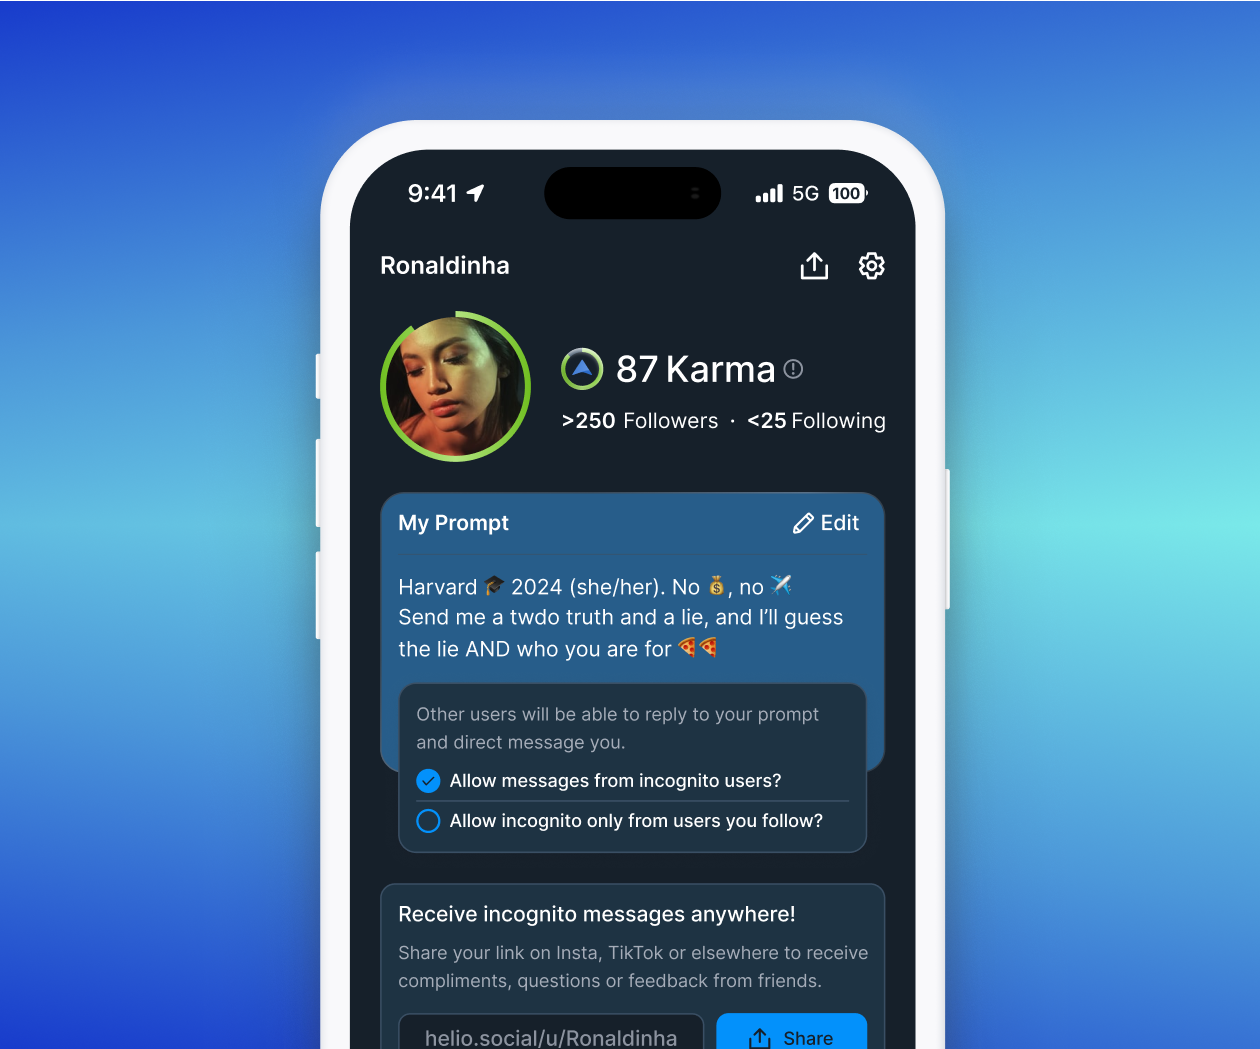 9:41 5G 100
Ronaldinha
87 Karma
>250 Followers · <25 Following
My Prompt Edit
Harvard 🎓 2024 (she/her). No 💰, no ✈️
Send me a twdo truth and a lie, and I’ll guess
the lie AND who you are for 🍕🍕
Other users will be able to reply to your prompt
and direct message you.
Allow messages from incognito users?
Allow incognito only from users you follow?
Receive incognito messages anywhere!
Share your link on Insta, TikTok or elsewhere to receive
compliments, questions or feedback from friends.
helio.social/u/Ronaldinha Share